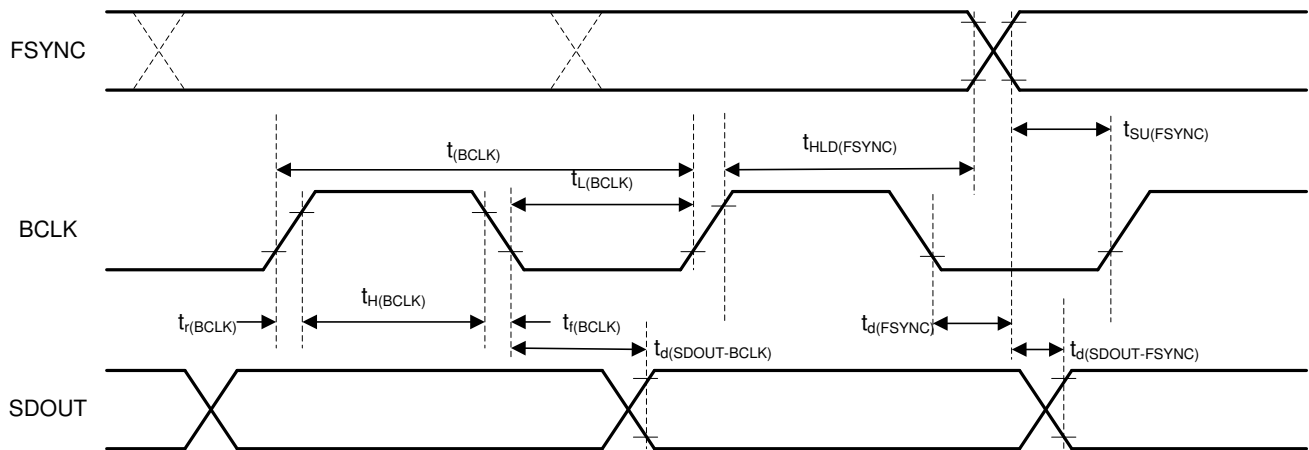 FSYNC
tSU(FSYNC)
tHLD(FSYNC)
t(BCLK)
tL(BCLK)
BCLK
tH(BCLK)
tr(BCLK)
tf(BCLK)
td(FSYNC)
td(SDOUT-BCLK)
td(SDOUT-FSYNC)
SDOUT